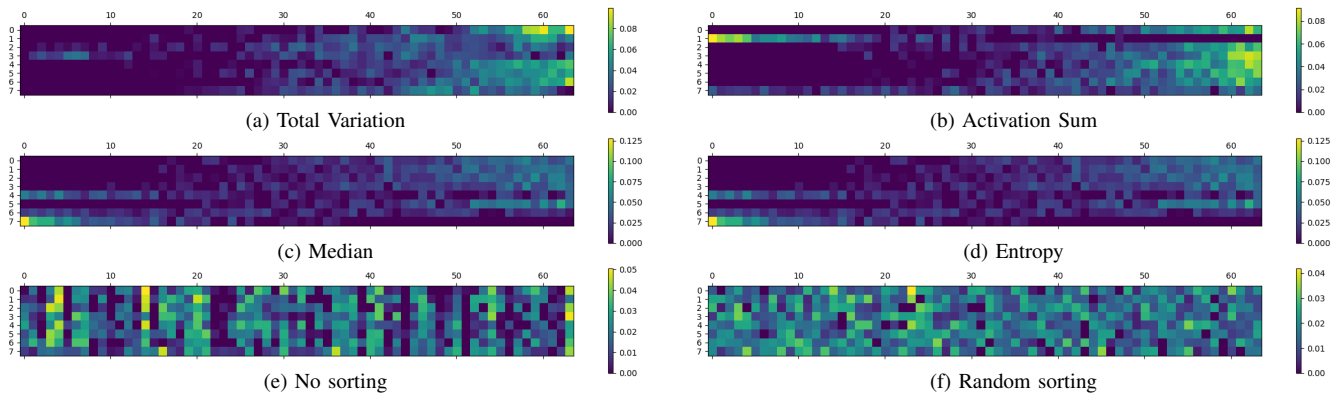 0 10 20 30 40 50 60
0 1 2 3 4 5 6 7
0.08 0.06 0.04 0.02 0.00
(a) Total Variation
0 10 20 30 40 50 60
0 1 2 3 4 5 6 7
0.08 0.06 0.04 0.02 0.00
(b) Activation Sum
0 10 20 30 40 50 60
0 1 2 3 4 5 6 7
0.125 0.100 0.075 0.050 0.025 0.000
(c) Median
0 10 20 30 40 50 60
0 1 2 3 4 5 6 7
0.125 0.100 0.075 0.050 0.025 0.000
(d) Entropy
0 10 20 30 40 50 60
0 1 2 3 4 5 6 7
0.05 0.04 0.03 0.02 0.01 0.00
(e) No sorting
0 10 20 30 40 50 60
0 1 2 3 4 5 6 7
0.04 0.03 0.02 0.01 0.00
(f) Random sorting